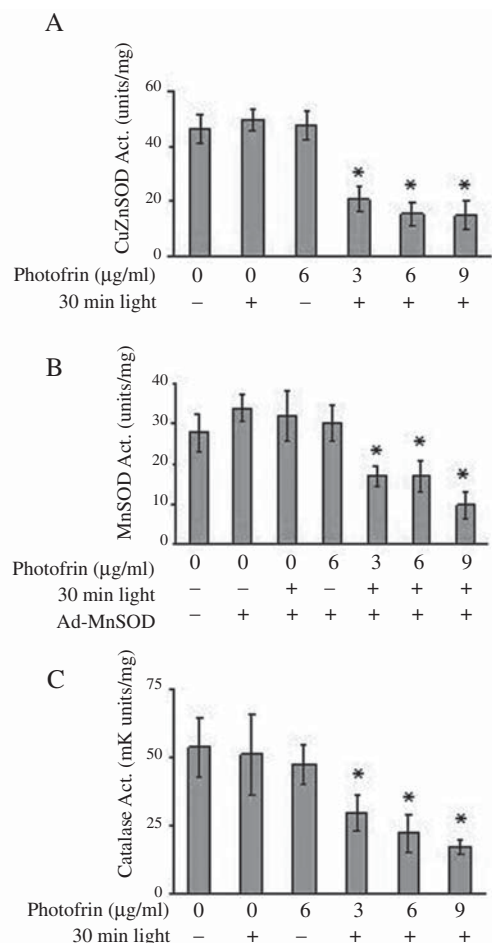 A
CuZnSOD Act. (units/mg)
60
40
20
0
* * *
Photofrin (μg/ml) 0 0 6 3 6 9
30 min light – + – + + +
B
MnSOD Act. (units/mg)
40
30
20
10
0
* * *
Photofrin (μg/ml) 0 0 0 6 3 6 9
30 min light – – + – + + +
Ad-MnSOD – + + + + + +
C
Catalase Act. (mK units/mg)
75
50
25
0
* * *
Photofrin (μg/ml) 0 0 6 3 6 9
30 min light – + – + + +